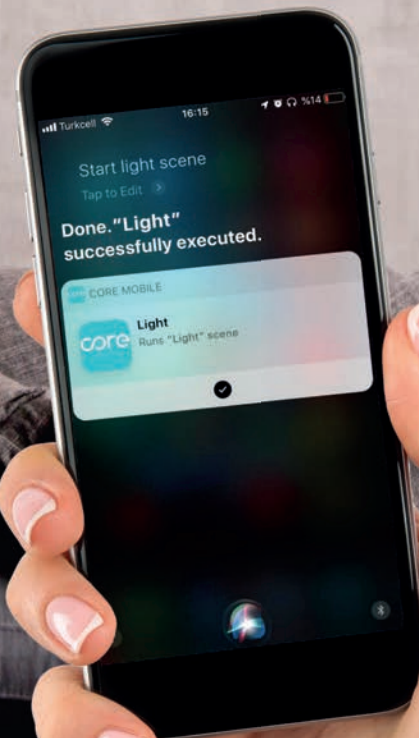 Turkcell 16:15 %14
Start light scene
Tap to Edit
Done.“Light”
successfully executed.
core CORE MOBILE
core
Light
Runs “Light” scene